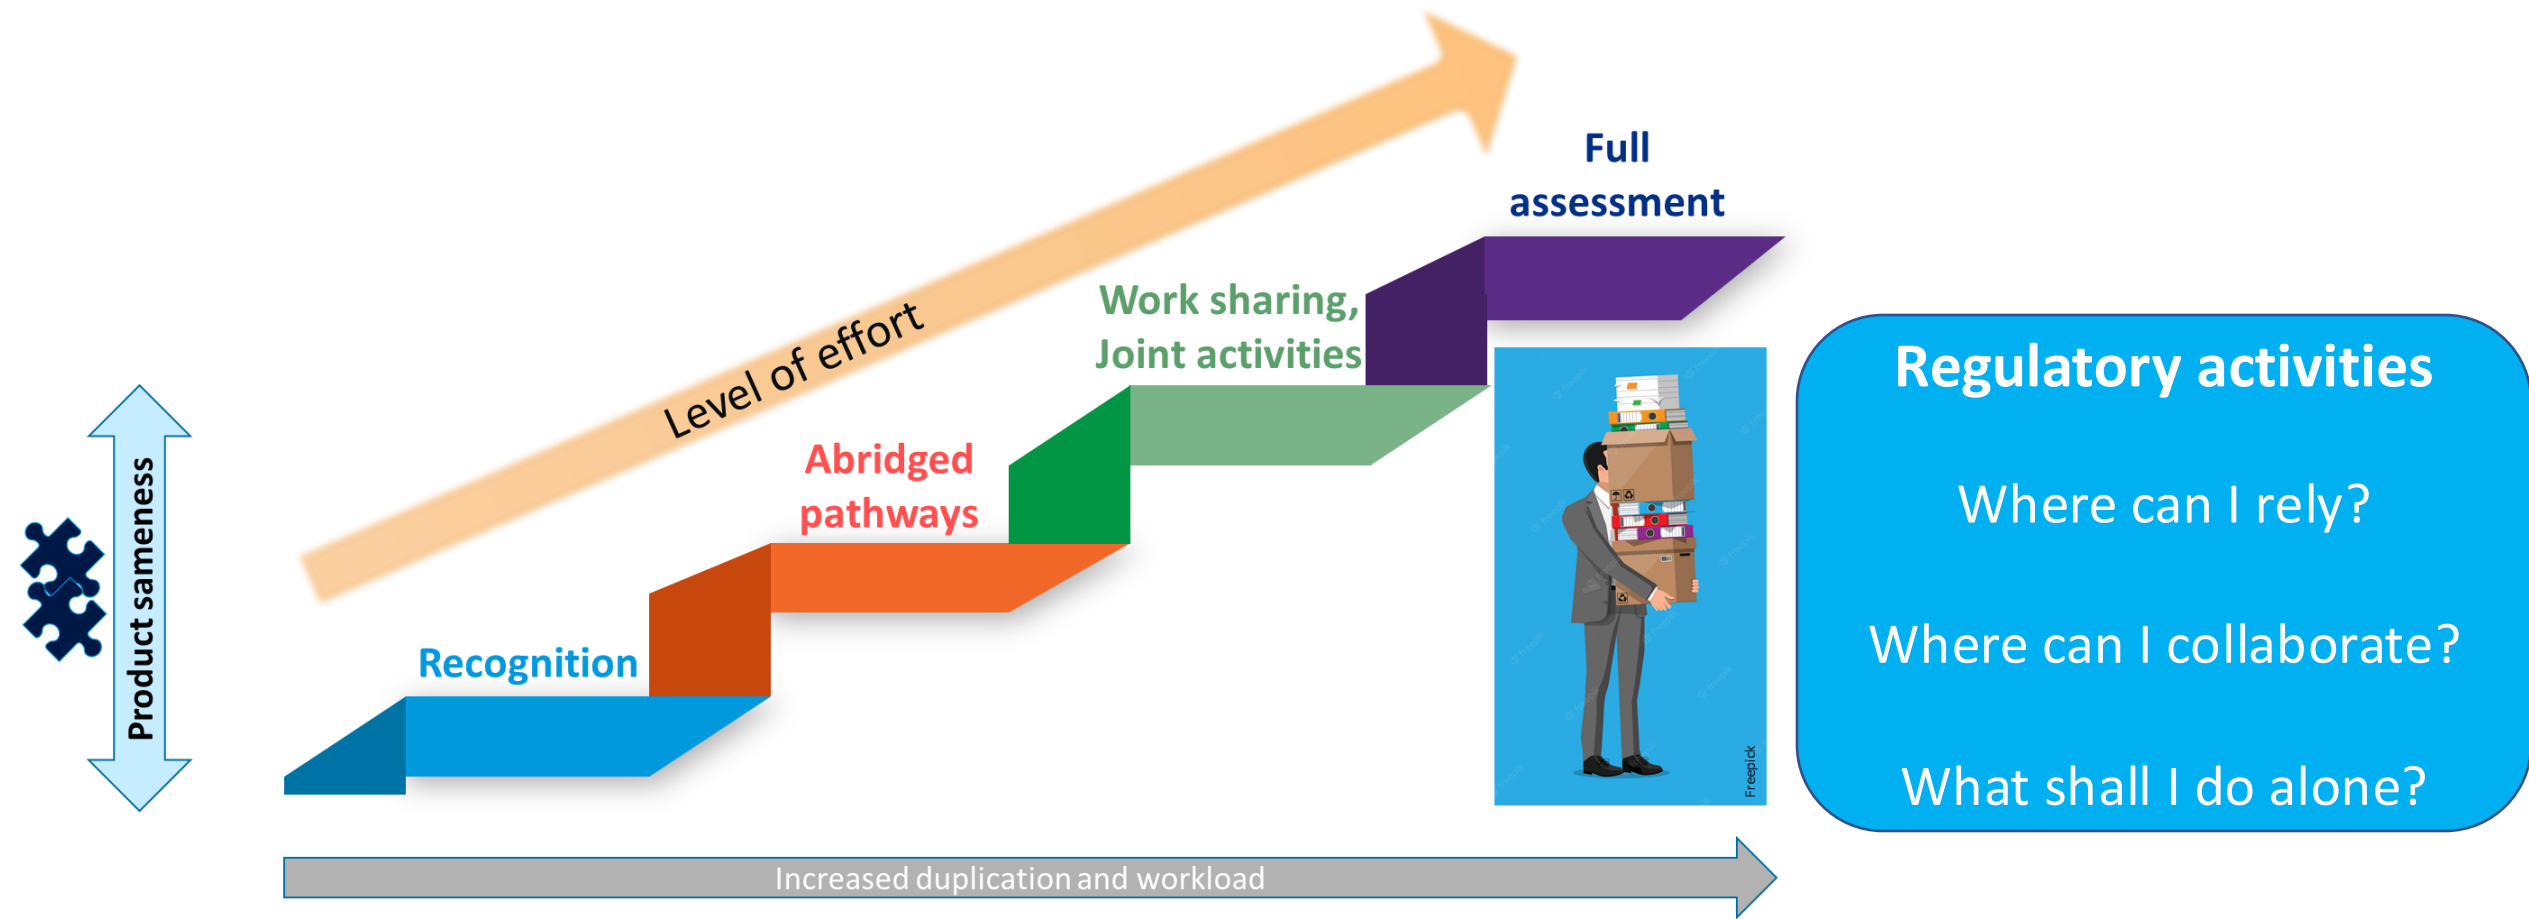 Full
assessment
Work sharing,
Joint activities
Level of effort
Abridged
pathways
Recognition
Product sameness
Freepick
Increased duplication and workload
Regulatory activities
Where can I rely?
Where can I collaborate?
What shall I do alone?